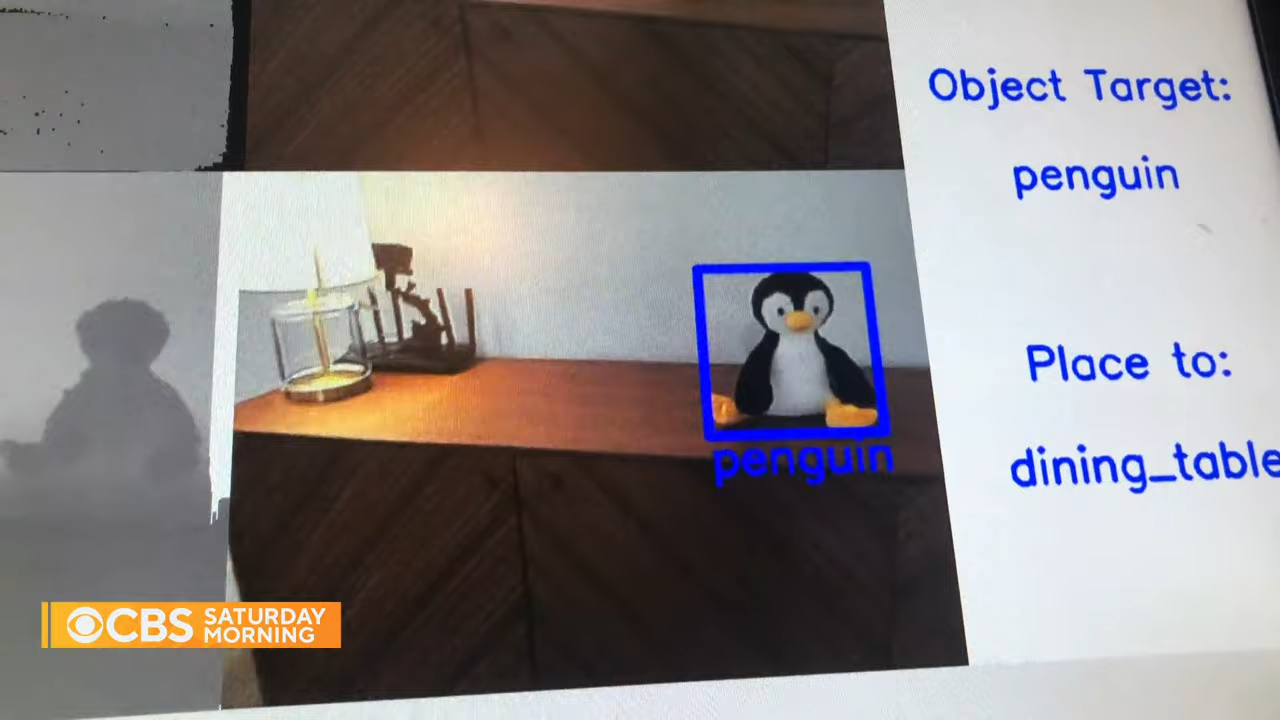 Object Target:
penguin
Place to:
dining_table
penguin
CBS SATURDAY
MORNING